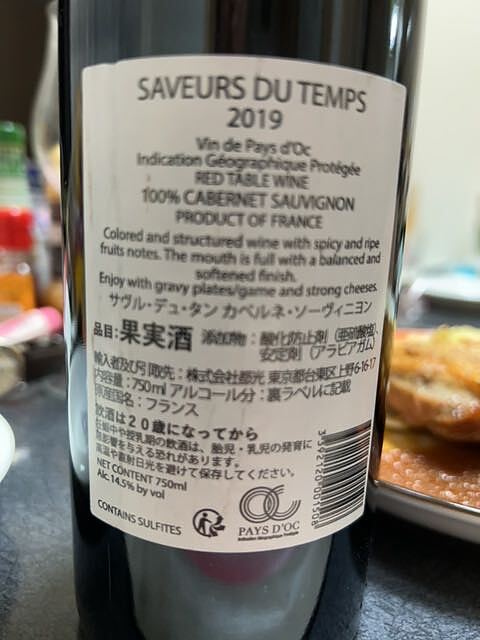 SAVEURS DU TEMPS
2019
Vin de Pays d'Oc
Indication Géographique Protégée
RED TABLE WINE
100% CABERNET SAUVIGNON
PRODUCT OF FRANCE
Colored and structured wine with spicy and ripe
fruits notes. The mouth is full with a balanced and
softened finish.
Enjoy with gravy plates/game and strong cheeses.
サヴル・デュ・タン カベルネ・ソーヴィニヨン
品目:果実酒 添加物:酸化防止剤(亜硫酸塩)、
安定剤(アラビアガム)
輸入者及び引取先:株式会社都光 東京都台東区上野6-16-17
内容量:750ml アルコール分:裏ラベルに記載
原産国名:フランス
飲酒は20歳になってから
妊娠中や授乳期の飲酒は、胎児・乳児の発育に
悪影響を与える恐れがあります。
高温や直射日光を避けて保存してください。
NET CONTENT 750ml
Alc.14.5% by vol
CONTAINS SULFITES
PAYS D'OC
Indication Géographique Protégée
3492120001508